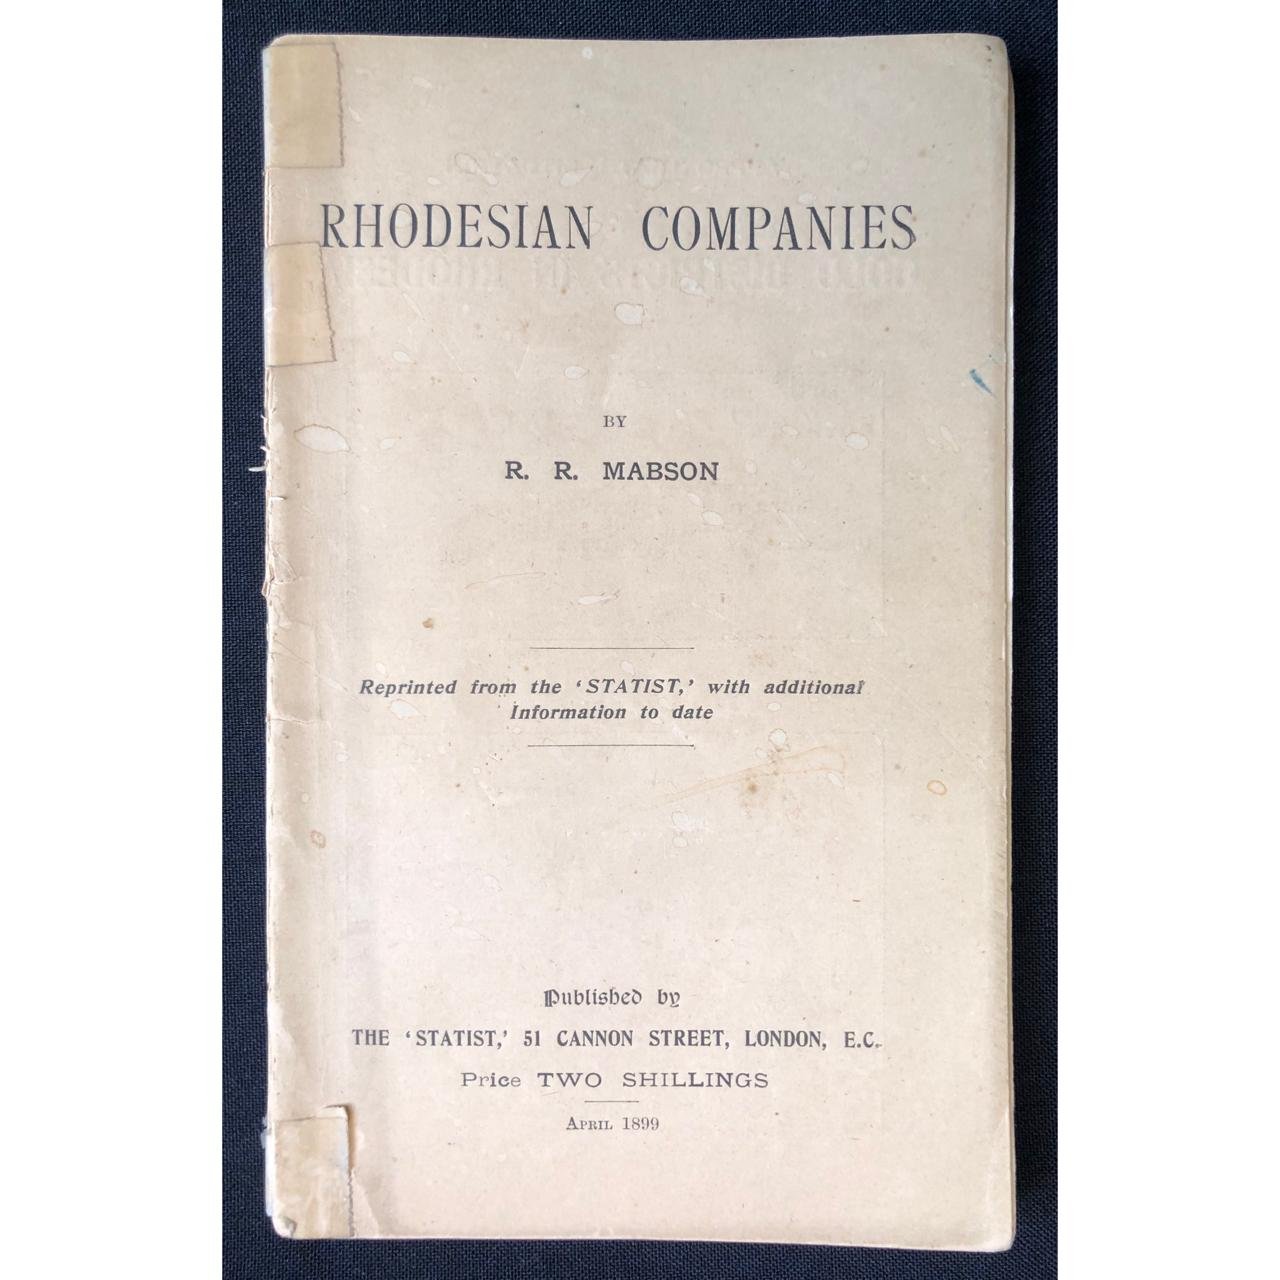 RHODESIAN COMPANIES
BY
R. R. MABSON
Reprinted from the ‘STATIST,’ with additional
Information to date
Published by
THE ‘STATIST,’ 51 CANNON STREET, LONDON, E.C.
Price TWO SHILLINGS
APRIL 1899